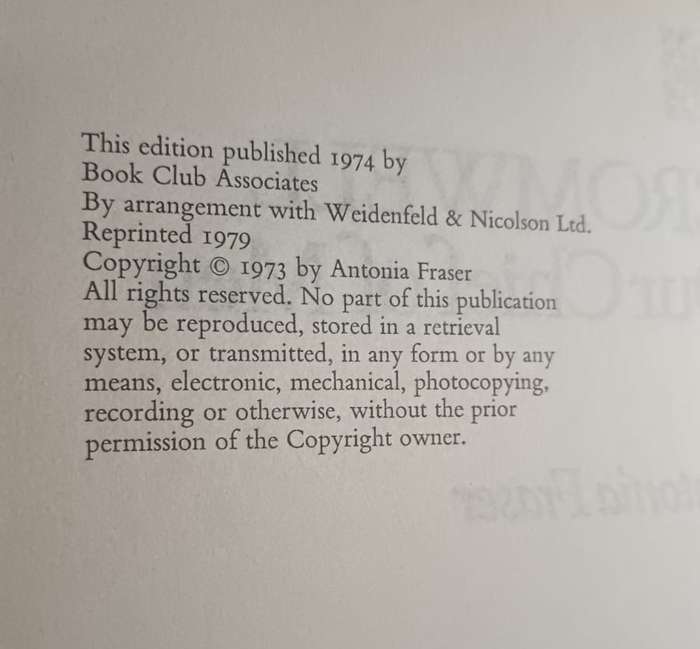 This edition published 1974 by
Book Club Associates
By arrangement with Weidenfeld & Nicolson Ltd.
Reprinted 1979
Copyright © 1973 by Antonia Fraser
All rights reserved. No part of this publication
may be reproduced, stored in a retrieval
system, or transmitted, in any form or by any
means, electronic, mechanical, photocopying,
recording or otherwise, without the prior
permission of the Copyright owner.